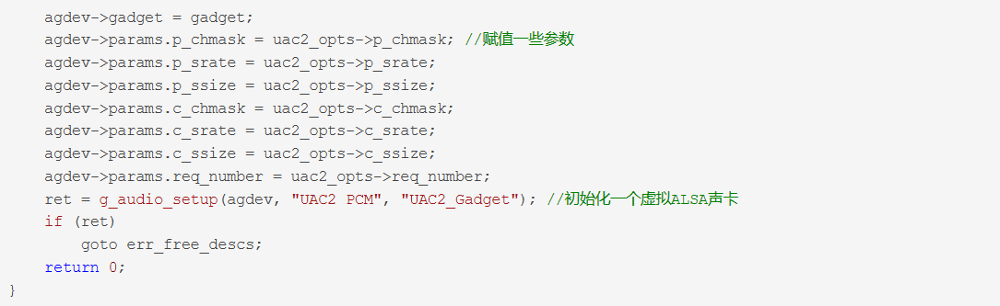 agdev->gadget = gadget;
agdev->params.p_chmask = uac2_opts->p_chmask; //赋值一些参数
agdev->params.p_srate = uac2_opts->p_srate;
agdev->params.p_ssize = uac2_opts->p_ssize;
agdev->params.c_chmask = uac2_opts->c_chmask;
agdev->params.c_srate = uac2_opts->c_srate;
agdev->params.c_ssize = uac2_opts->c_ssize;
agdev->params.req_number = uac2_opts->req_number;
ret = g_audio_setup(agdev, "UAC2 PCM", "UAC2_Gadget"); //初始化一个虚拟ALSA声卡
if (ret)
goto err_free_descs;
return 0;
}